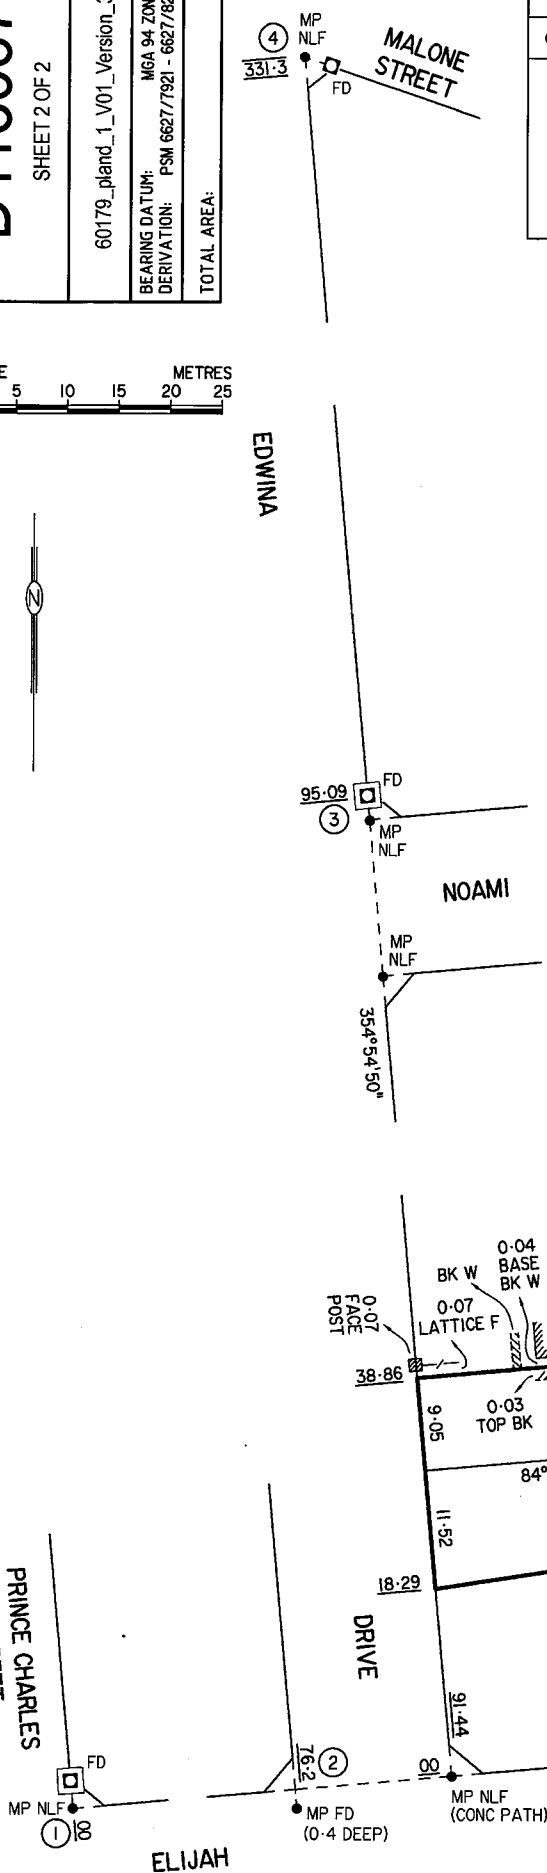 SHEET 2 OF 2
60179_pland_1_V01_Version_
BEARING DATUM: MGA 94 ZON
DERIVATION: PSM 6627/7921 - 6627/82
TOTAL AREA:
4
MP
NLF
331·3
FD
MALONE
STREET
METRES
5 10 15 20 25
EDWINA
N
95·09
FD
3
MP
NLF
NOAMI
MP
NLF
354°54'50"
0·07
FACE
POST
BK W
0·04
BASE
BK W
0·07
LATTICE F
38·86
9·05
0·03
TOP BK
84°
11·52
18·29
DRIVE
PRINCE CHARLES
91·44
FD
76·2
2
00
MP NLF
1
00
MP FD
(0·4 DEEP)
MP NLF
(CONC PATH)
ELIJAH